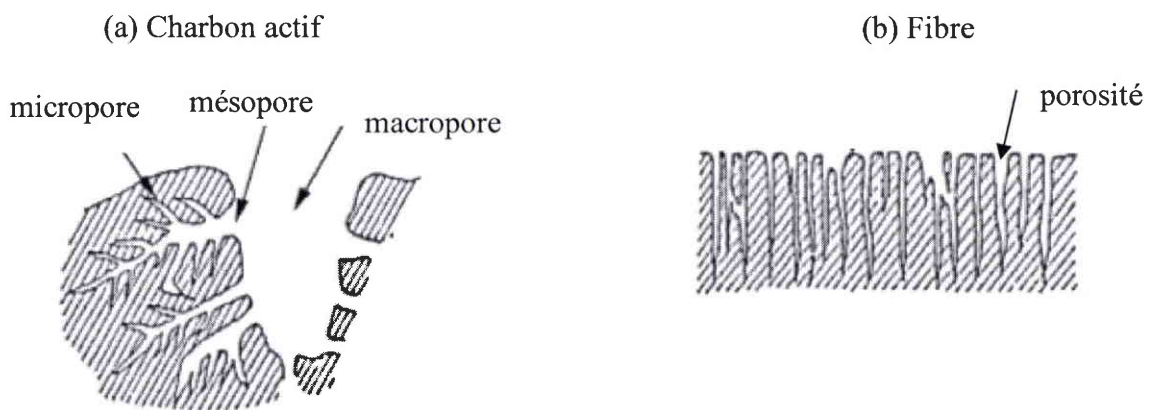 (a) Charbon actif
(b) Fibre
micropore
mésopore
macropore
porosité